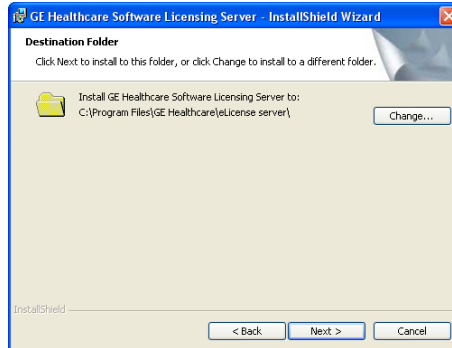 GE Healthcare Software Licensing Server - InstallShield Wizard
Destination Folder
Click Next to install to this folder, or click Change to install to a different folder.
Install GE Healthcare Software Licensing Server to:
C:\Program Files\GE Healthcare\eLicense server\
Change...
InstallShield
< Back
Next >
Cancel